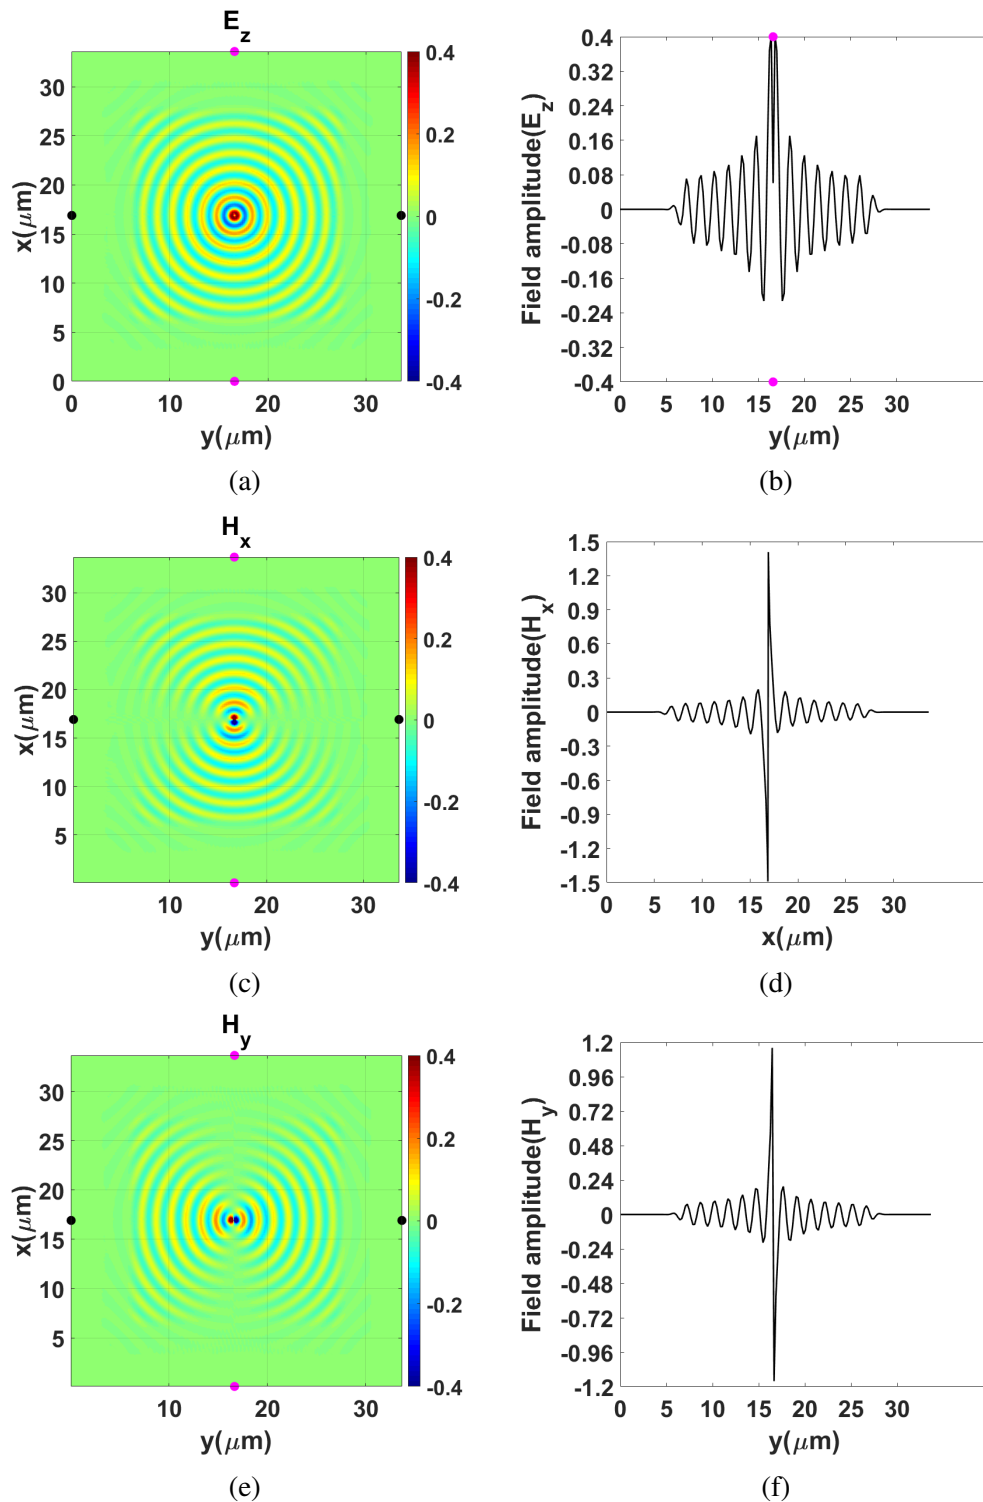 E_z
0.4
0.2
0
-0.2
-0.4
30
25
20
15
10
5
0
x(μm)
0 10 20 30
y(μm)
(a)
0.4
0.32
0.24
0.16
0.08
0
-0.08
-0.16
-0.24
-0.32
-0.4
Field amplitude(E_z)
0 5 10 15 20 25 30
y(μm)
(b)
H_x
0.4
0.2
0
-0.2
-0.4
30
25
20
15
10
5
x(μm)
10 20 30
y(μm)
(c)
1.5
1.2
0.9
0.6
0.3
0
-0.3
-0.6
-0.9
-1.2
-1.5
Field amplitude(H_x)
0 5 10 15 20 25 30
x(μm)
(d)
H_y
0.4
0.2
0
-0.2
-0.4
30
25
20
15
10
5
x(μm)
10 20 30
y(μm)
(e)
1.2
0.96
0.72
0.48
0.24
0
-0.24
-0.48
-0.72
-0.96
-1.2
Field amplitude(H_y)
0 5 10 15 20 25 30
y(μm)
(f)